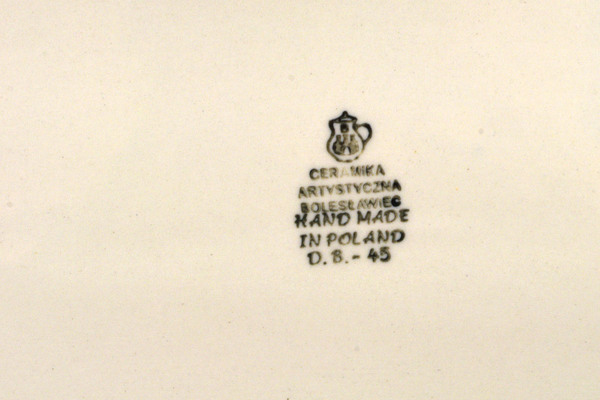 CERAMIKA
ARTYSTYCZNA
BOLESŁAWIEC
HAND MADE
IN POLAND
D.B.-45